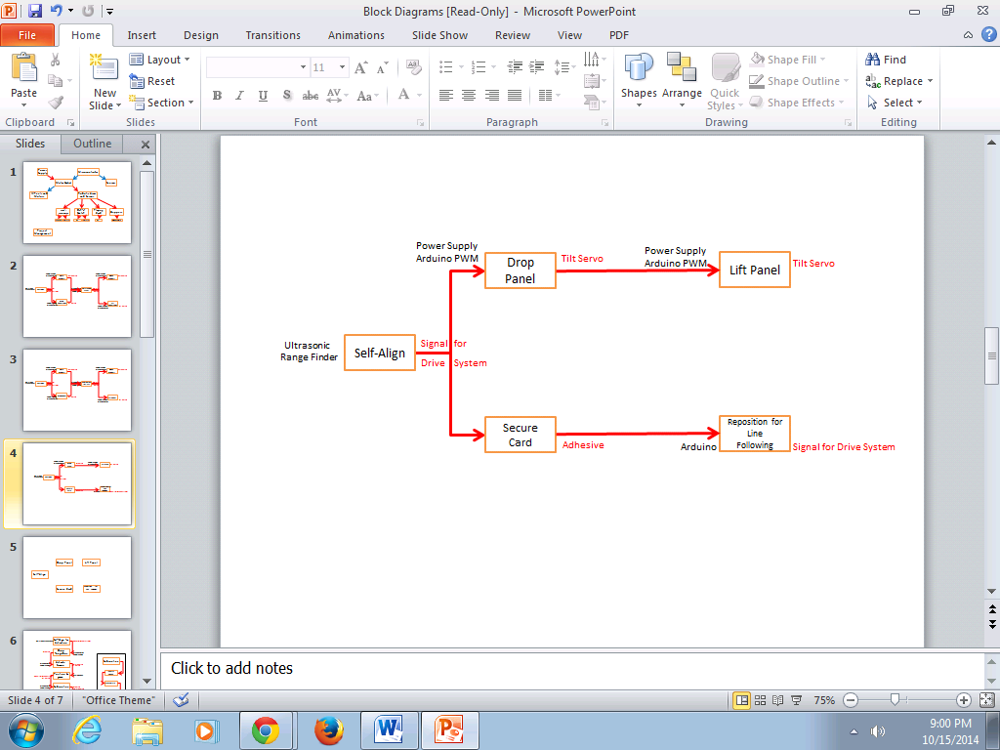 Block Diagrams [Read-Only] - Microsoft PowerPoint
File Home Insert Design Transitions Animations Slide Show Review View PDF
Paste
Clipboard
New
Slide
Layout
Reset
Section
Slides
11
B I U S abc AV Aa A
Font
Paragraph
Shapes
Arrange
Quick
Styles
Shape Fill
Shape Outline
Shape Effects
Drawing
Find
Replace
Select
Editing
Slides Outline
1
2
3
4
5
6
Power Supply
Arduino PWM
Drop
Panel
Tilt Servo
Power Supply
Arduino PWM
Lift Panel
Tilt Servo
Ultrasonic
Range Finder
Self-Align
Signal for
Drive System
Secure
Card
Adhesive
Arduino
Reposition for
Line
Following
Signal for Drive System
Click to add notes
Slide 4 of 7
"Office Theme"
75%
9:00 PM
10/15/2014